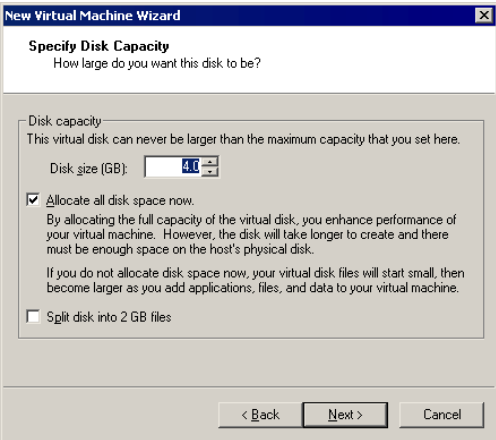 New Virtual Machine Wizard
Specify Disk Capacity
How large do you want this disk to be?
Disk capacity
This virtual disk can never be larger than the maximum capacity that you set here.
Disk size (GB): 4.0
Allocate all disk space now.
By allocating the full capacity of the virtual disk, you enhance performance of
your virtual machine. However, the disk will take longer to create and there
must be enough space on the host's physical disk.
If you do not allocate disk space now, your virtual disk files will start small, then
become larger as you add applications, files, and data to your virtual machine.
Split disk into 2 GB files
< Back Next > Cancel